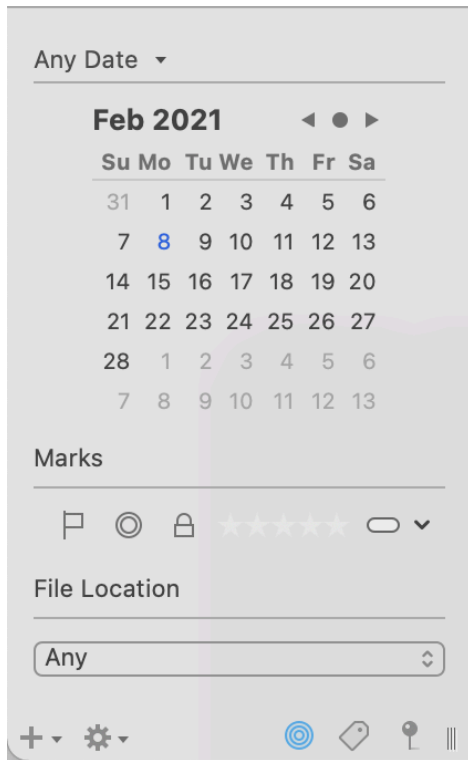 Any Date
Feb 2021
Su Mo Tu We Th Fr Sa
31 1 2 3 4 5 6
7 8 9 10 11 12 13
14 15 16 17 18 19 20
21 22 23 24 25 26 27
28 1 2 3 4 5 6
7 8 9 10 11 12 13
Marks
File Location
Any